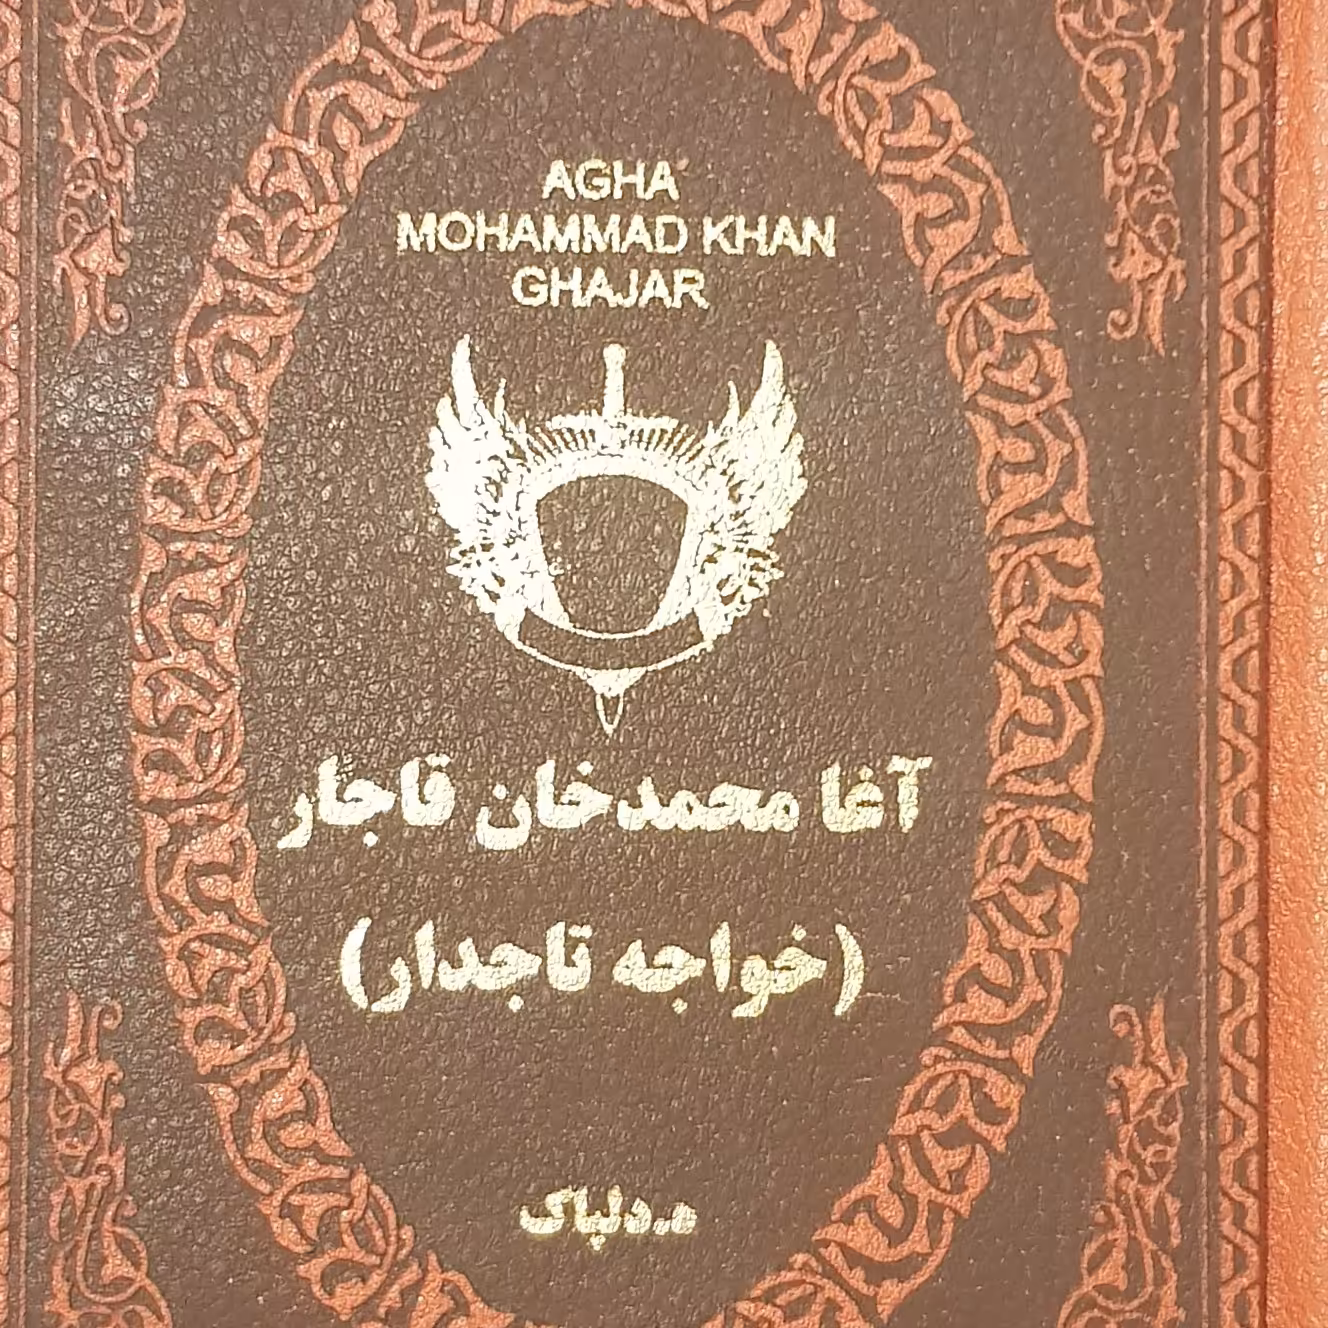 AGHA
MOHAMMAD KHAN
GHAJAR
آغا محمدخان قاجار
(خواجه تاجدار)
ه.دلپاک